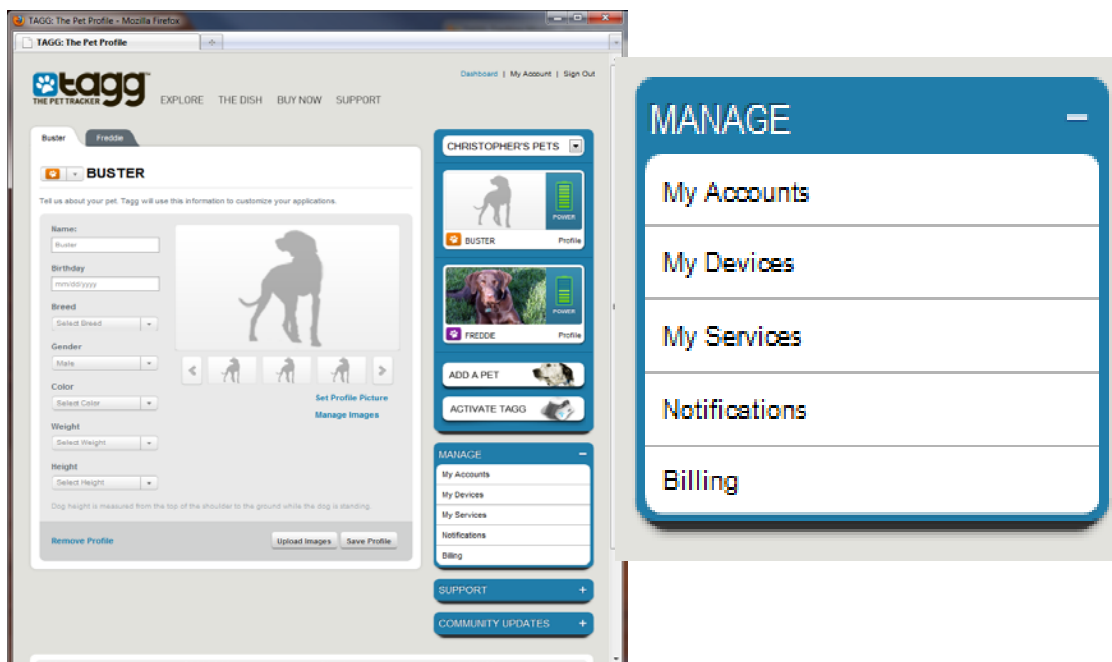 TAGG: The Pet Profile - Mozilla Firefox
TAGG: The Pet Profile
Dashboard | My Account | Sign Out
tagg™
THE PET TRACKER
EXPLORE THE DISH BUY NOW SUPPORT
Buster Freddie
BUSTER
Tell us about your pet. Tagg will use this information to customize your applications.
Name:
Buster
Birthday
mm/dd/yyyy
Breed
Select Breed
Gender
Male
Color
Select Color
Weight
Select Weight
Height
Select Height
Set Profile Picture
Manage Images
Dog height is measured from the top of the shoulder to the ground while the dog is standing.
Remove Profile
Upload Images Save Profile
CHRISTOPHER'S PETS
POWER
BUSTER Profile
POWER
FREDDE Profile
ADD A PET
ACTIVATE TAGG
MANAGE
My Accounts
My Devices
My Services
Notifications
Billing
SUPPORT
COMMUNITY UPDATES
MANAGE
My Accounts
My Devices
My Services
Notifications
Billing